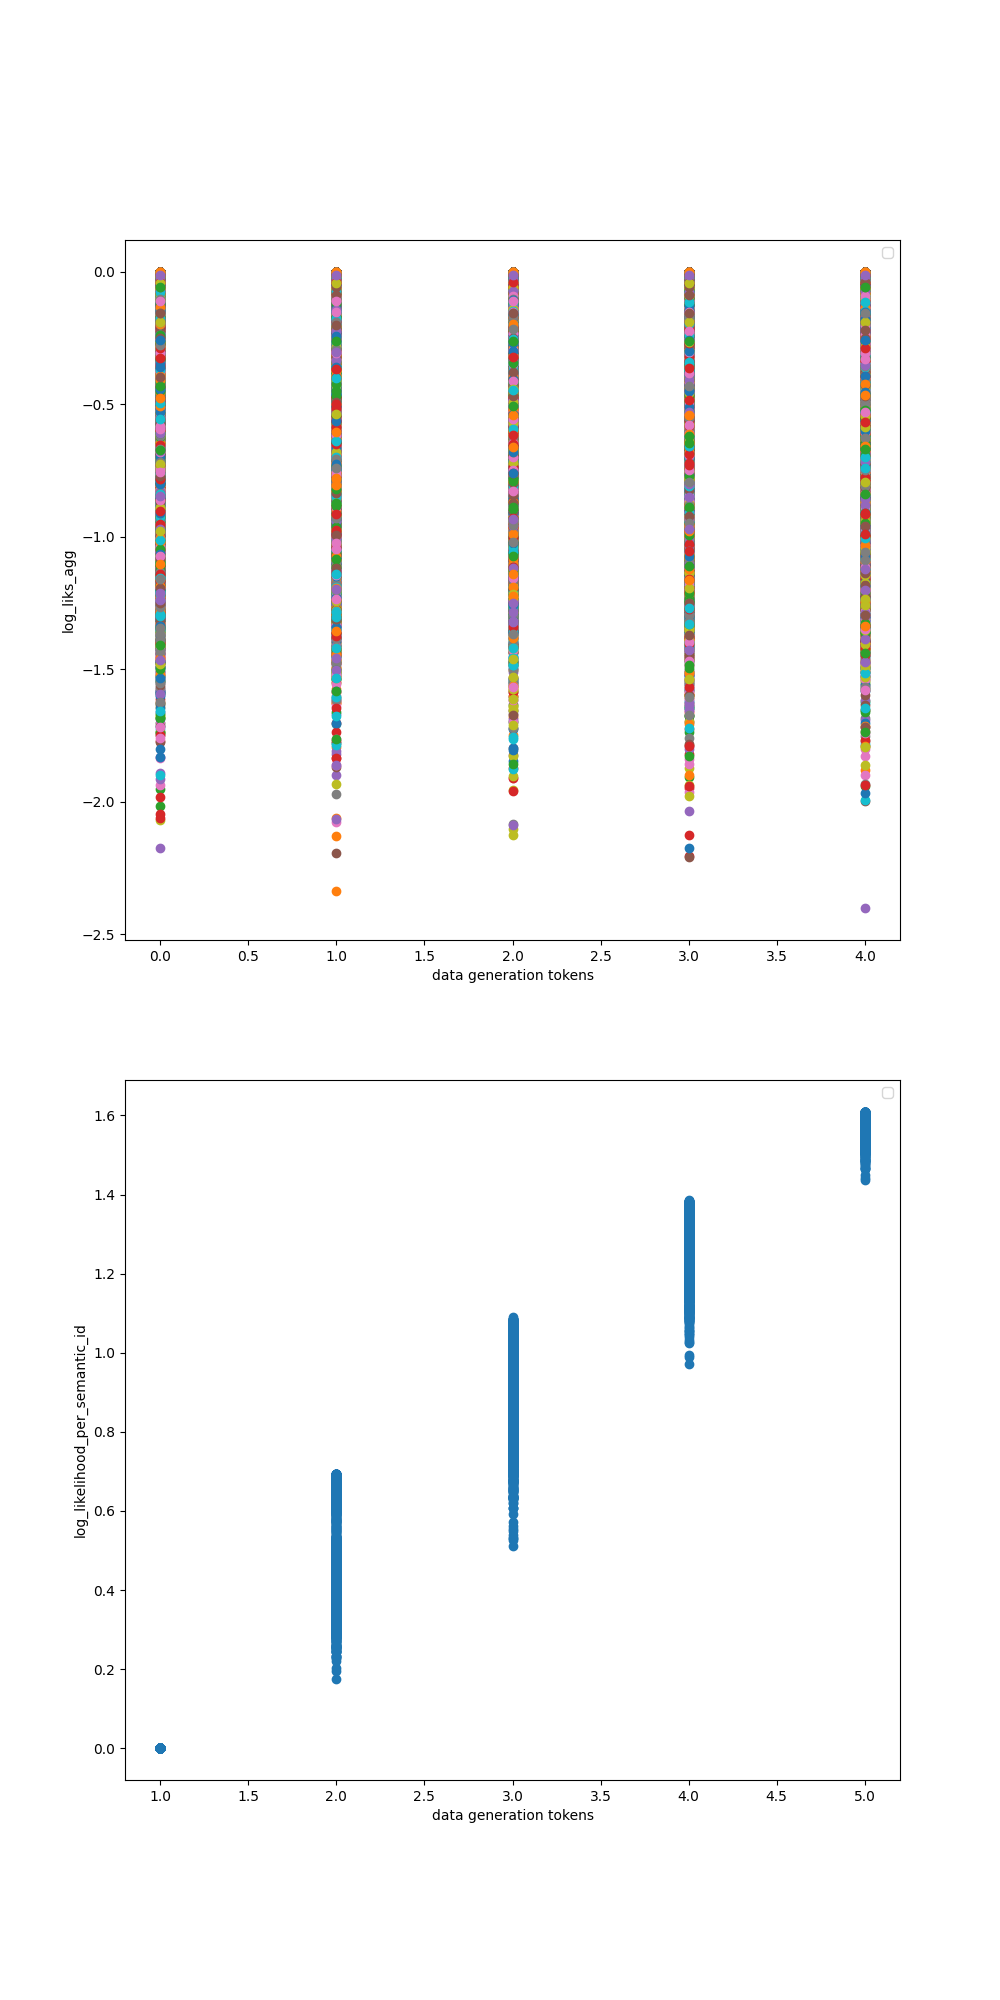 0.0
−0.5
−1.0
−1.5
−2.0
−2.5
log_liks_agg
0.0 0.5 1.0 1.5 2.0 2.5 3.0 3.5 4.0
data generation tokens
1.6
1.4
1.2
1.0
0.8
0.6
0.4
0.2
0.0
log_likelihood_per_semantic_id
1.0 1.5 2.0 2.5 3.0 3.5 4.0 4.5 5.0
data generation tokens